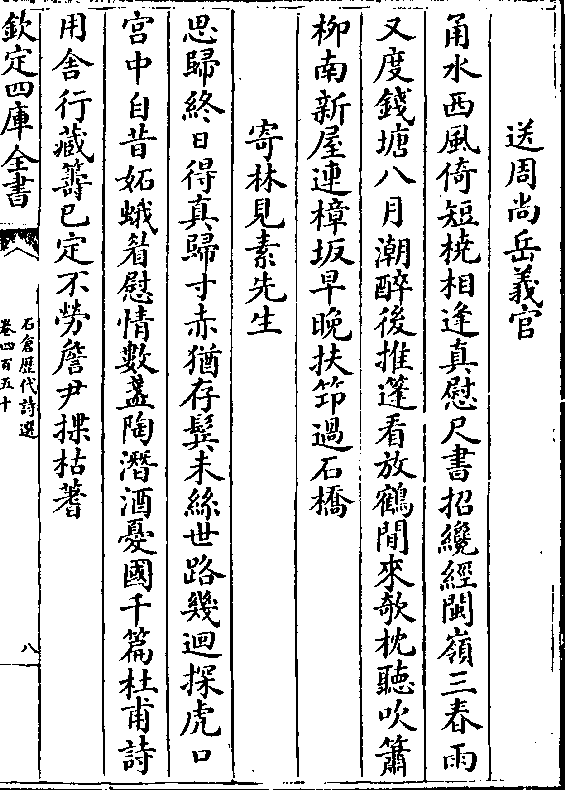 送周尚岳義官
甬水西風倚短橈相逢真慰尺書招纔經閩嶺三春雨
又度錢塘八月潮醉後推篷看放鶴閒來欹枕聽吹簫
柳南新屋連樟坂早晚扶笻過石橋
寄林見素先生
思歸終日得真歸寸赤猶存鬂未絲世路幾迴探虎口
宫中自昔妬蛾眉慰情數盞陶潛酒憂國千篇杜甫詩
用舍行藏籌已定不勞詹尹揲枯蓍
欽定四庫全書
石倉歷代詩選
卷四百五十
八